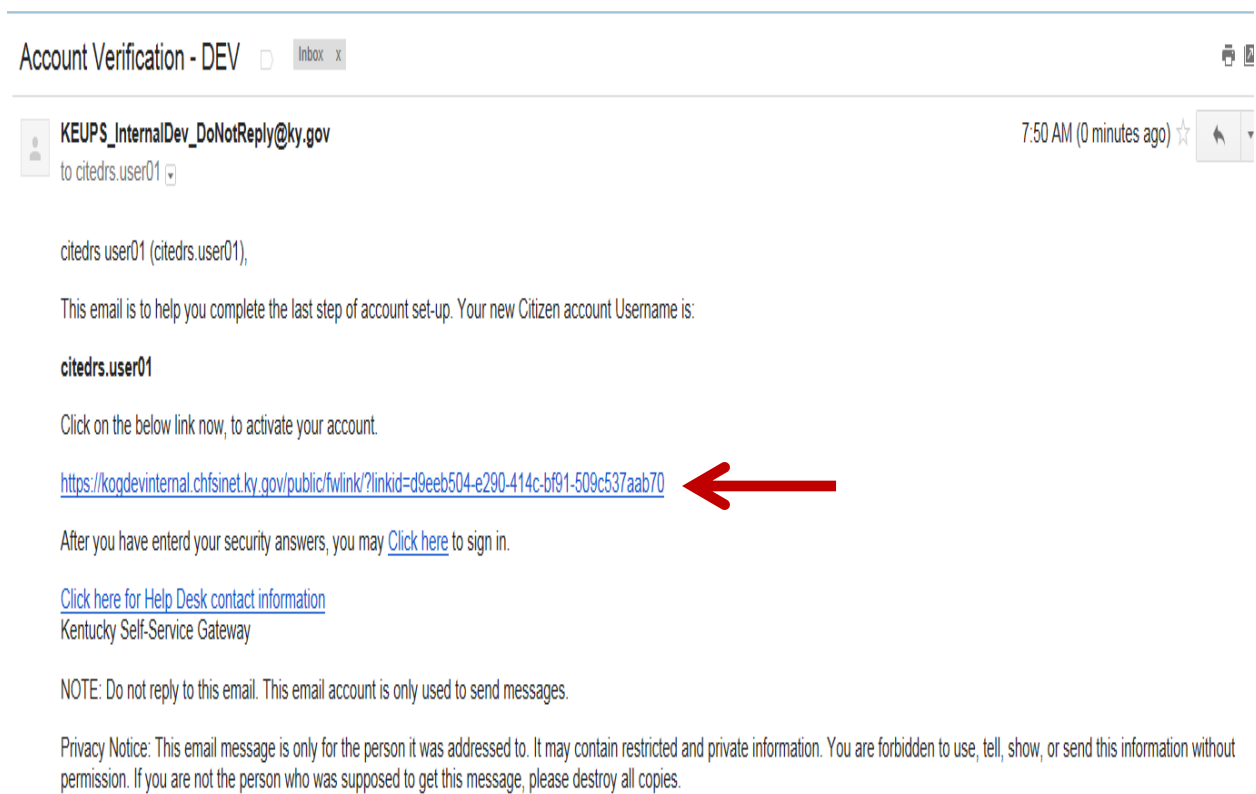 Account Verification - DEV
Inbox x
KEUPS_InternalDev_DoNotReply@ky.gov
7:50 AM (0 minutes ago)
to citedrs.user01
citedrs user01 (citedrs.user01),
This email is to help you complete the last step of account set-up. Your new Citizen account Username is:
citedrs.user01
Click on the below link now, to activate your account.
https://kogdevinternal.chfsinet.ky.gov/public/fwlink/?linkid=d9eeb504-e290-414c-bf91-509c537aab70
After you have enterd your security answers, you may Click here to sign in.
Click here for Help Desk contact information
Kentucky Self-Service Gateway
NOTE: Do not reply to this email. This email account is only used to send messages.
Privacy Notice: This email message is only for the person it was addressed to. It may contain restricted and private information. You are forbidden to use, tell, show, or send this information without
permission. If you are not the person who was supposed to get this message, please destroy all copies.